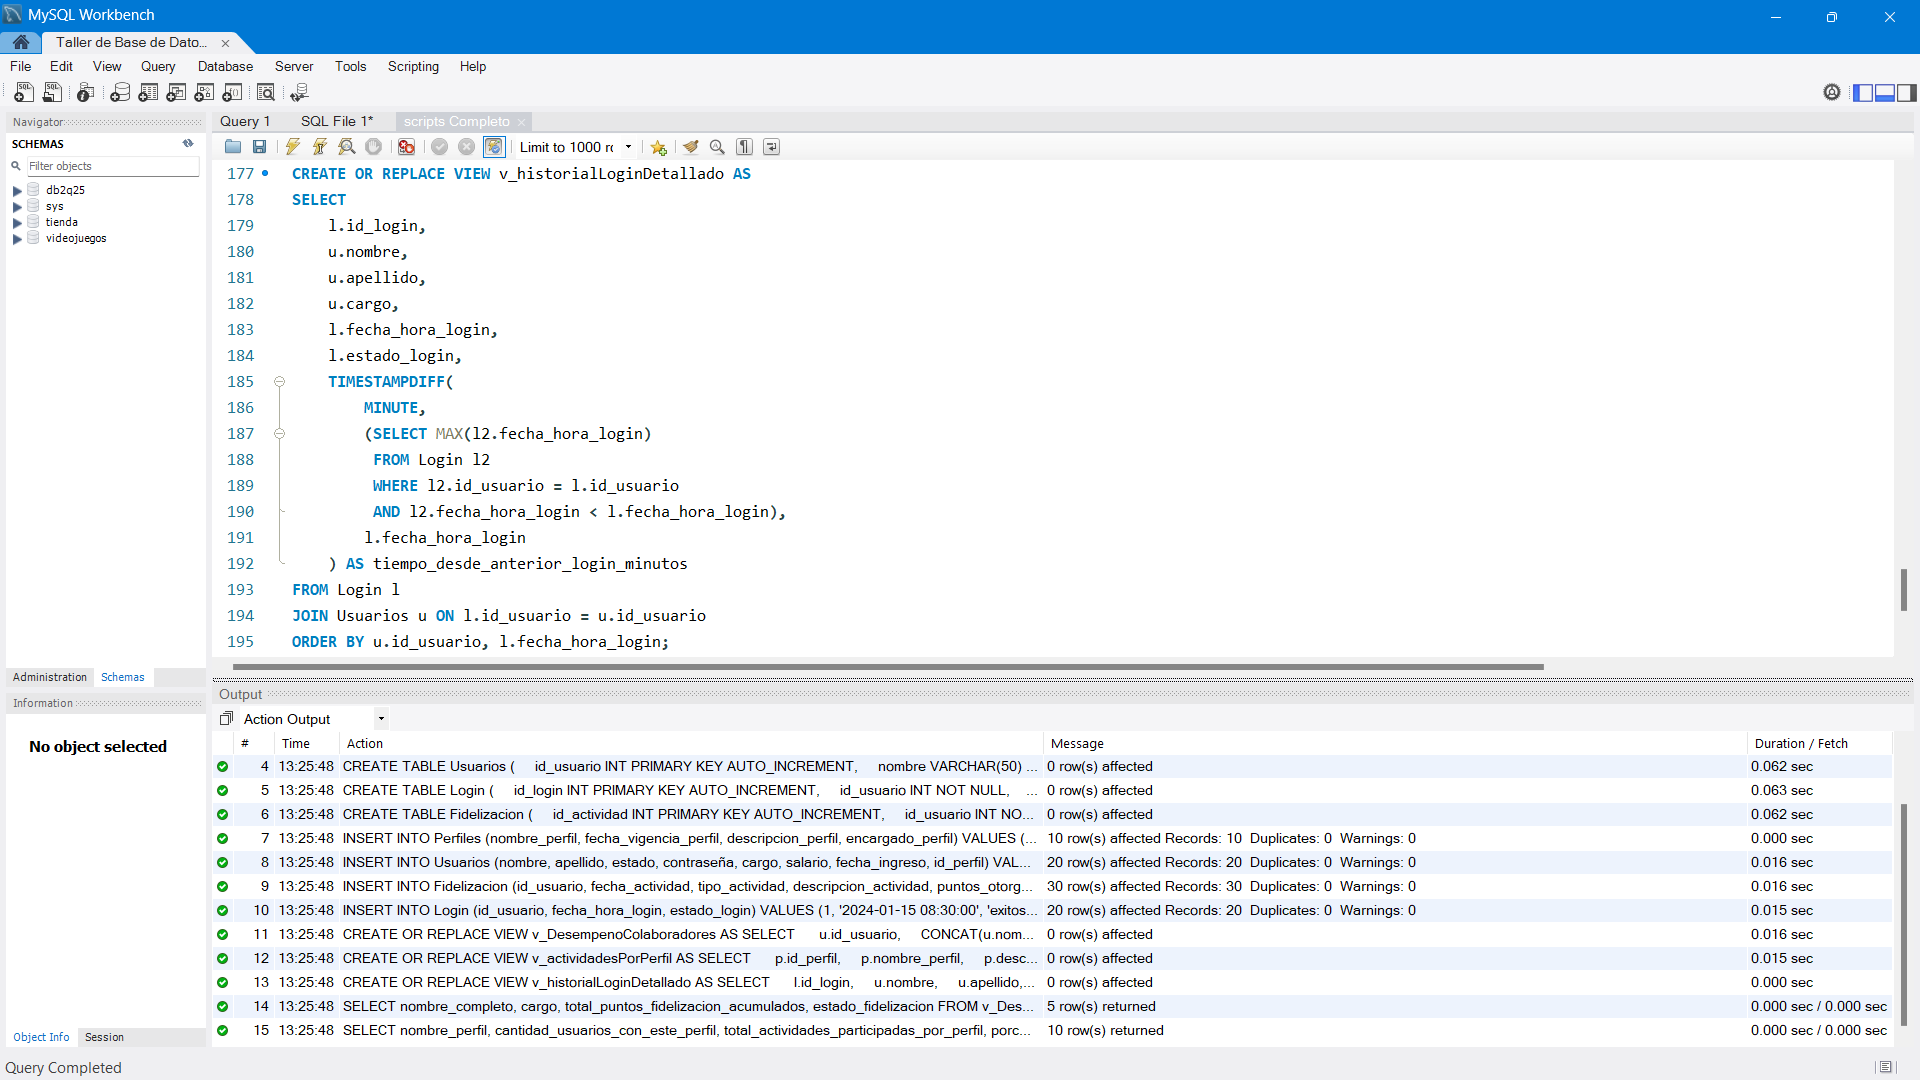 MySQL Workbench
Taller de Base de Dato...
File Edit View Query Database Server Tools Scripting Help
Navigator
SCHEMAS
Filter objects
db2q25
sys
tienda
videojuegos
Administration Schemas
Information
No object selected
Object Info Session
Query 1 SQL File 1* scripts Completo
Limit to 1000 rc
177 CREATE OR REPLACE VIEW v_historialLoginDetallado AS
178 SELECT
179 l.id_login,
180 u.nombre,
181 u.apellido,
182 u.cargo,
183 l.fecha_hora_login,
184 l.estado_login,
185 TIMESTAMPDIFF(
186 MINUTE,
187 (SELECT MAX(l2.fecha_hora_login)
188 FROM Login l2
189 WHERE l2.id_usuario = l.id_usuario
190 AND l2.fecha_hora_login < l.fecha_hora_login),
191 l.fecha_hora_login
192 ) AS tiempo_desde_anterior_login_minutos
193 FROM Login l
194 JOIN Usuarios u ON l.id_usuario = u.id_usuario
195 ORDER BY u.id_usuario, l.fecha_hora_login;
Output
Action Output
# Time Action Message Duration / Fetch
4 13:25:48 CREATE TABLE Usuarios ( id_usuario INT PRIMARY KEY AUTO_INCREMENT, nombre VARCHAR(50) ... 0 row(s) affected 0.062 sec
5 13:25:48 CREATE TABLE Login ( id_login INT PRIMARY KEY AUTO_INCREMENT, id_usuario INT NOT NULL, ... 0 row(s) affected 0.063 sec
6 13:25:48 CREATE TABLE Fidelizacion ( id_actividad INT PRIMARY KEY AUTO_INCREMENT, id_usuario INT NO... 0 row(s) affected 0.062 sec
7 13:25:48 INSERT INTO Perfiles (nombre_perfil, fecha_vigencia_perfil, descripcion_perfil, encargado_perfil) VALUES (... 10 row(s) affected Records: 10 Duplicates: 0 Warnings: 0 0.000 sec
8 13:25:48 INSERT INTO Usuarios (nombre, apellido, estado, contraseña, cargo, salario, fecha_ingreso, id_perfil) VAL... 20 row(s) affected Records: 20 Duplicates: 0 Warnings: 0 0.016 sec
9 13:25:48 INSERT INTO Fidelizacion (id_usuario, fecha_actividad, tipo_actividad, descripcion_actividad, puntos_otorg... 30 row(s) affected Records: 30 Duplicates: 0 Warnings: 0 0.016 sec
10 13:25:48 INSERT INTO Login (id_usuario, fecha_hora_login, estado_login) VALUES (1, '2024-01-15 08:30:00', 'exitos... 20 row(s) affected Records: 20 Duplicates: 0 Warnings: 0 0.015 sec
11 13:25:48 CREATE OR REPLACE VIEW v_DesempenoColaboradores AS SELECT u.id_usuario, CONCAT(u.nom... 0 row(s) affected 0.016 sec
12 13:25:48 CREATE OR REPLACE VIEW v_actividadesPorPerfil AS SELECT p.id_perfil, p.nombre_perfil, p.desc... 0 row(s) affected 0.015 sec
13 13:25:48 CREATE OR REPLACE VIEW v_historialLoginDetallado AS SELECT l.id_login, u.nombre, u.apellido,... 0 row(s) affected 0.000 sec
14 13:25:48 SELECT nombre_completo, cargo, total_puntos_fidelizacion_acumulados, estado_fidelizacion FROM v_Des... 5 row(s) returned 0.000 sec / 0.000 sec
15 13:25:48 SELECT nombre_perfil, cantidad_usuarios_con_este_perfil, total_actividades_participadas_por_perfil, porc... 10 row(s) returned 0.000 sec / 0.000 sec
Query Completed